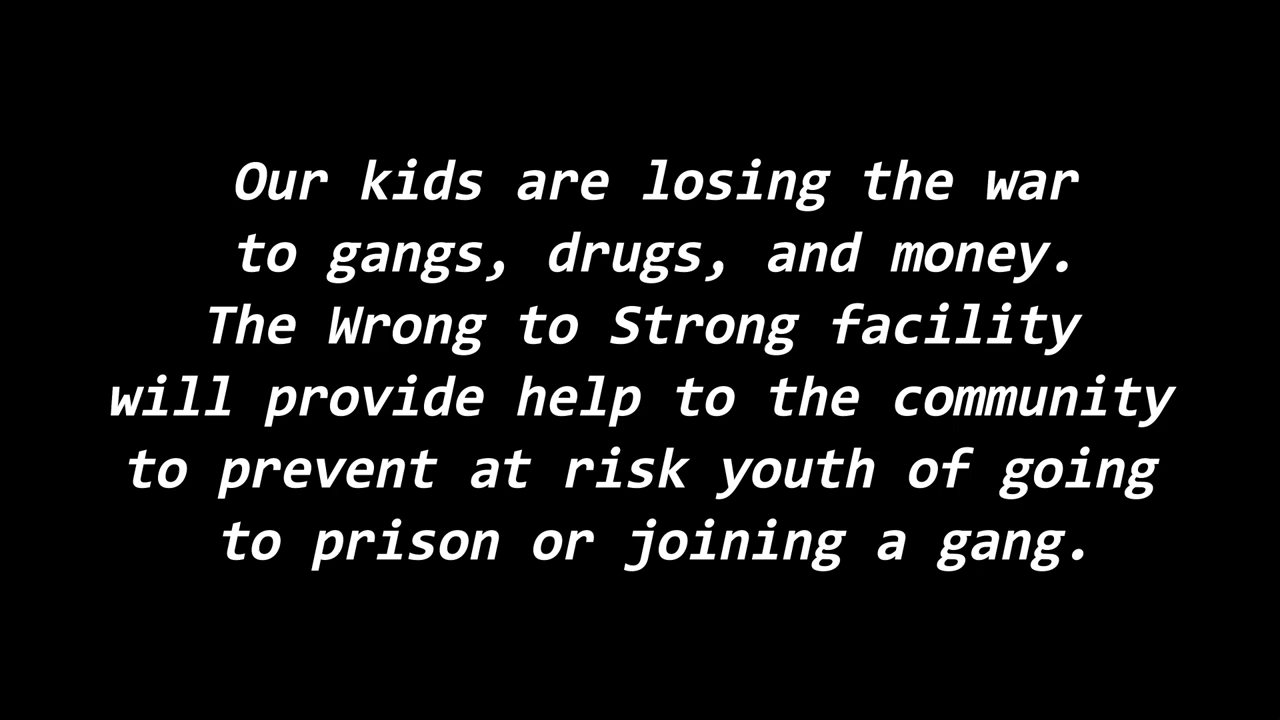 Our kids are losing the war
to gangs, drugs, and money.
The Wrong to Strong facility
will provide help to the community
to prevent at risk youth of going
to prison or joining a gang.